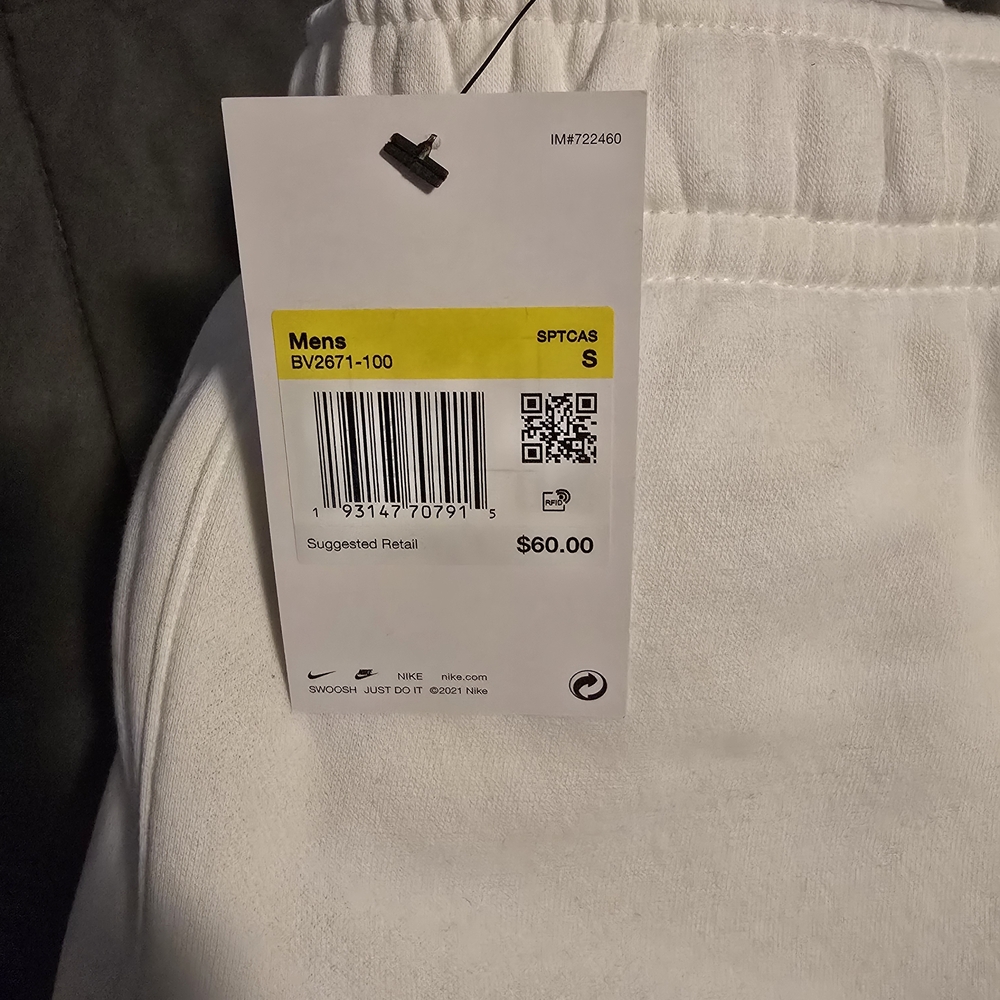 IM#722460
Mens SPTCAS
BV2671-100 S
1 93147 70791 5
RFID
Suggested Retail $60.00
NIKE nike.com
SWOOSH JUST DO IT ©2021 Nike